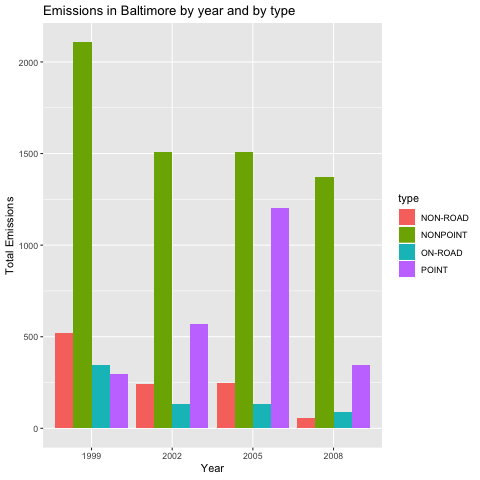 Emissions in Baltimore by year and by type
2000
1500
1000
500
0
Total Emissions
1999 2002 2005 2008
Year
type
NON-ROAD
NONPOINT
ON-ROAD
POINT